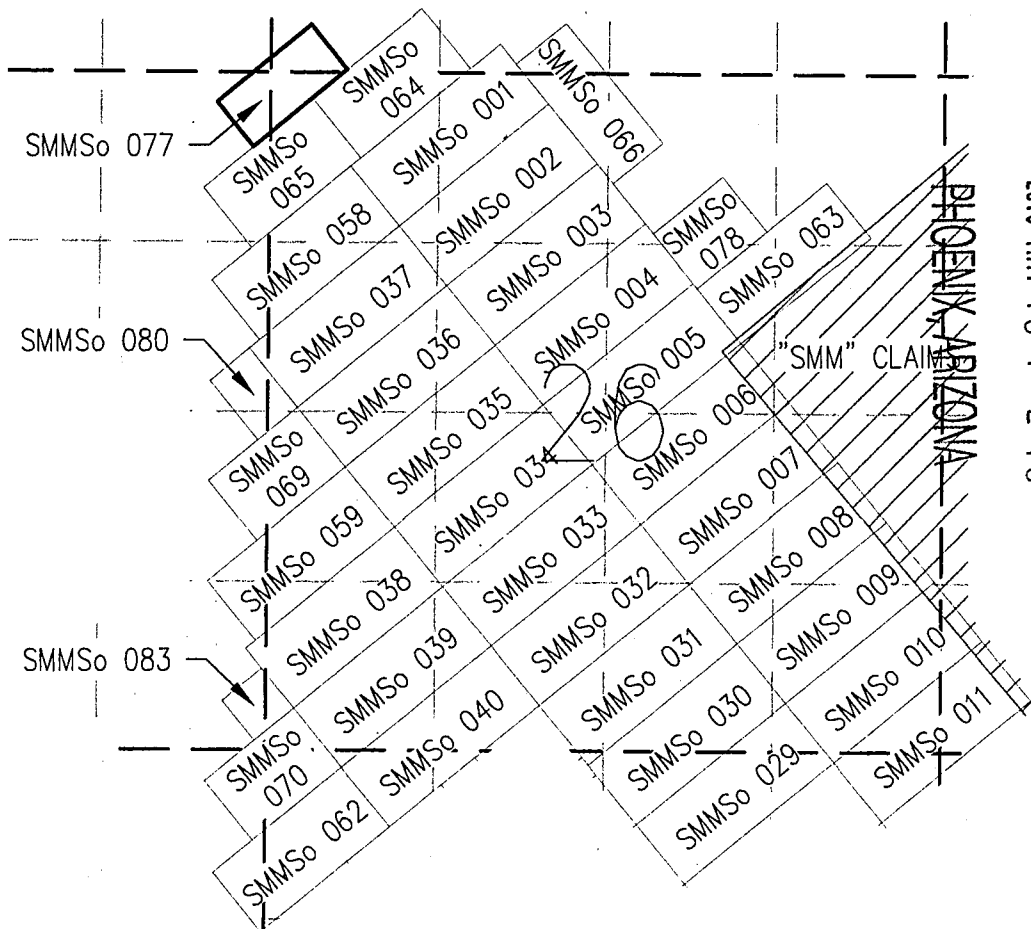 SMMSo 077
SMMSo
064
SMMSo 001
SMMSo 066
SMMSo
065
SMMSo 002
SMMSo 058
SMMSo 003
SMMSo
078
SMMSo 063
SMMSo 037
SMMSo 004
SMMSo 080
SMMSo 036
SMMSo 005
"SMM" CLAIMS
PHOENIX, ARIZONA
26
SMMSo
069
SMMSo 035
SMMSo 006
SMMSo 059
SMMSo 034
SMMSo 007
SMMSo 038
SMMSo 033
SMMSo 008
SMMSo 083
SMMSo 039
SMMSo 032
SMMSo 009
SMMSo
070
SMMSo 040
SMMSo 031
SMMSo 010
SMMSo 062
SMMSo 030
SMMSo 011
SMMSo 029